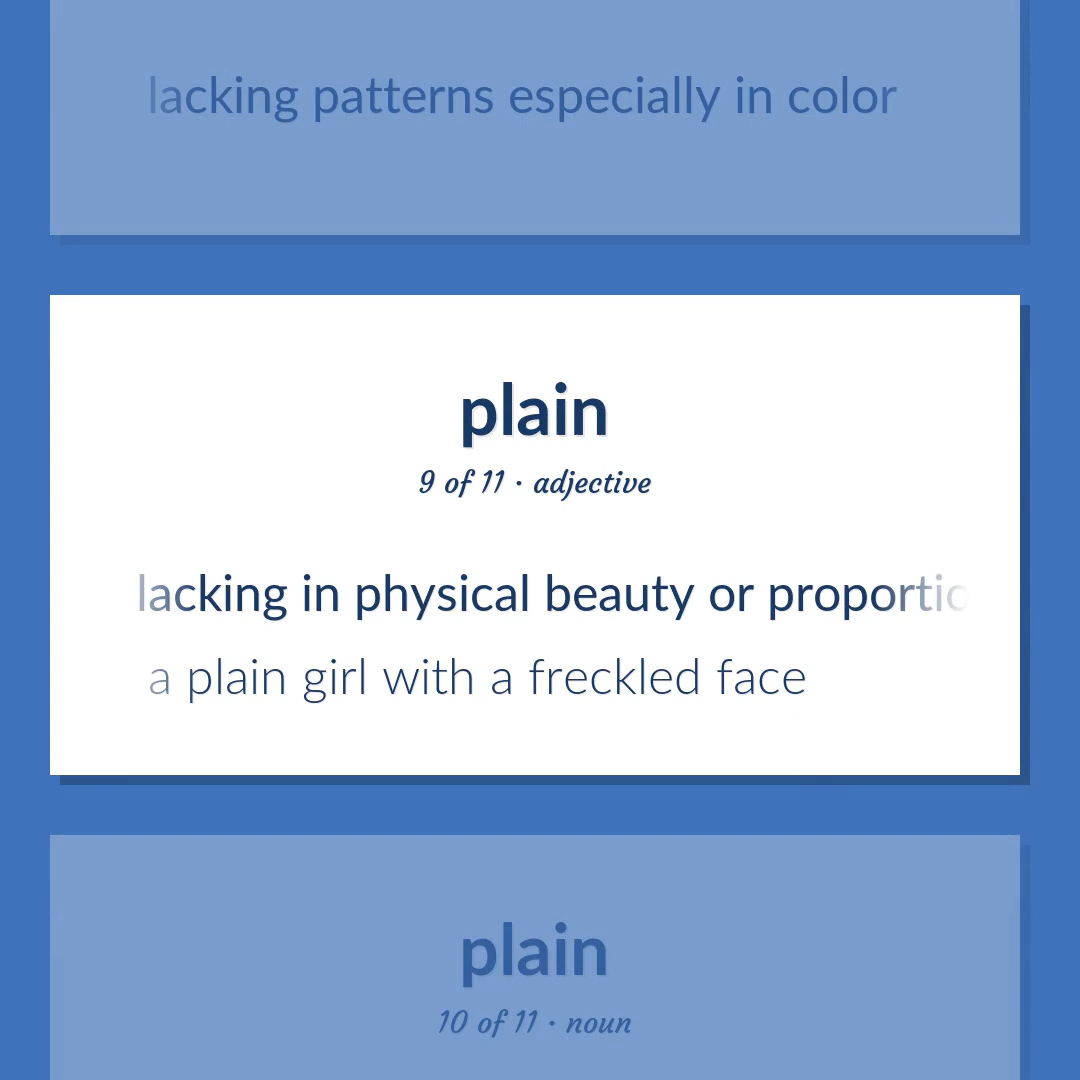 lacking patterns especially in color
plain
9 of 11 · adjective
lacking in physical beauty or proportio
a plain girl with a freckled face
plain
10 of 11 · noun